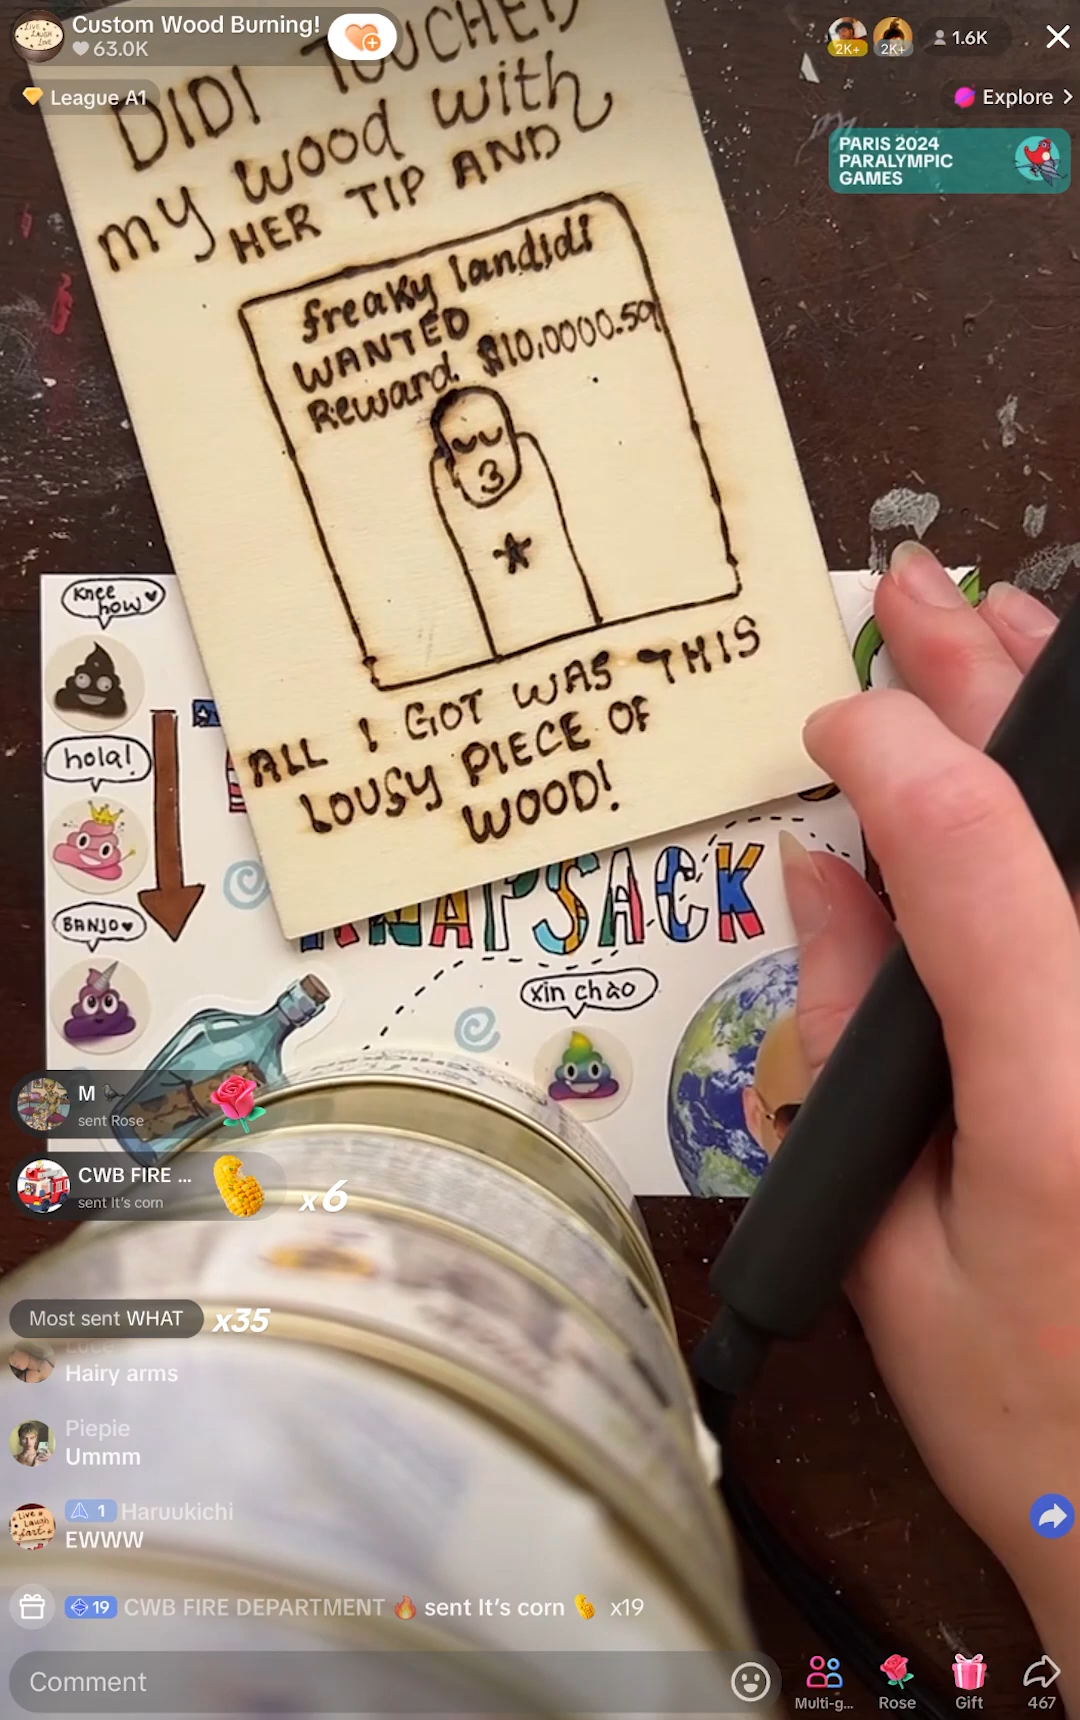 Custom Wood Burning!
63.0K
2K+
2K+
1.6K
League A1
Explore
PARIS 2024
PARALYMPIC
GAMES
DIDI TOUCHED
my wood with
HER TIP AND
freaky landidi
WANTED
Reward $10,0000.59
3
ALL I GOT WAS THIS
LOUSY PIECE OF
WOOD!
Knee
how
hola!
BANJO
KNAPSACK
xin chào
M
sent Rose
CWB FIRE ...
sent It's corn
x6
Most sent WHAT x35
Luce
Hairy arms
Piepie
Ummm
1 Haruukichi
EWWW
19 CWB FIRE DEPARTMENT sent It's corn x19
Comment
Multi-g...
Rose
Gift
467